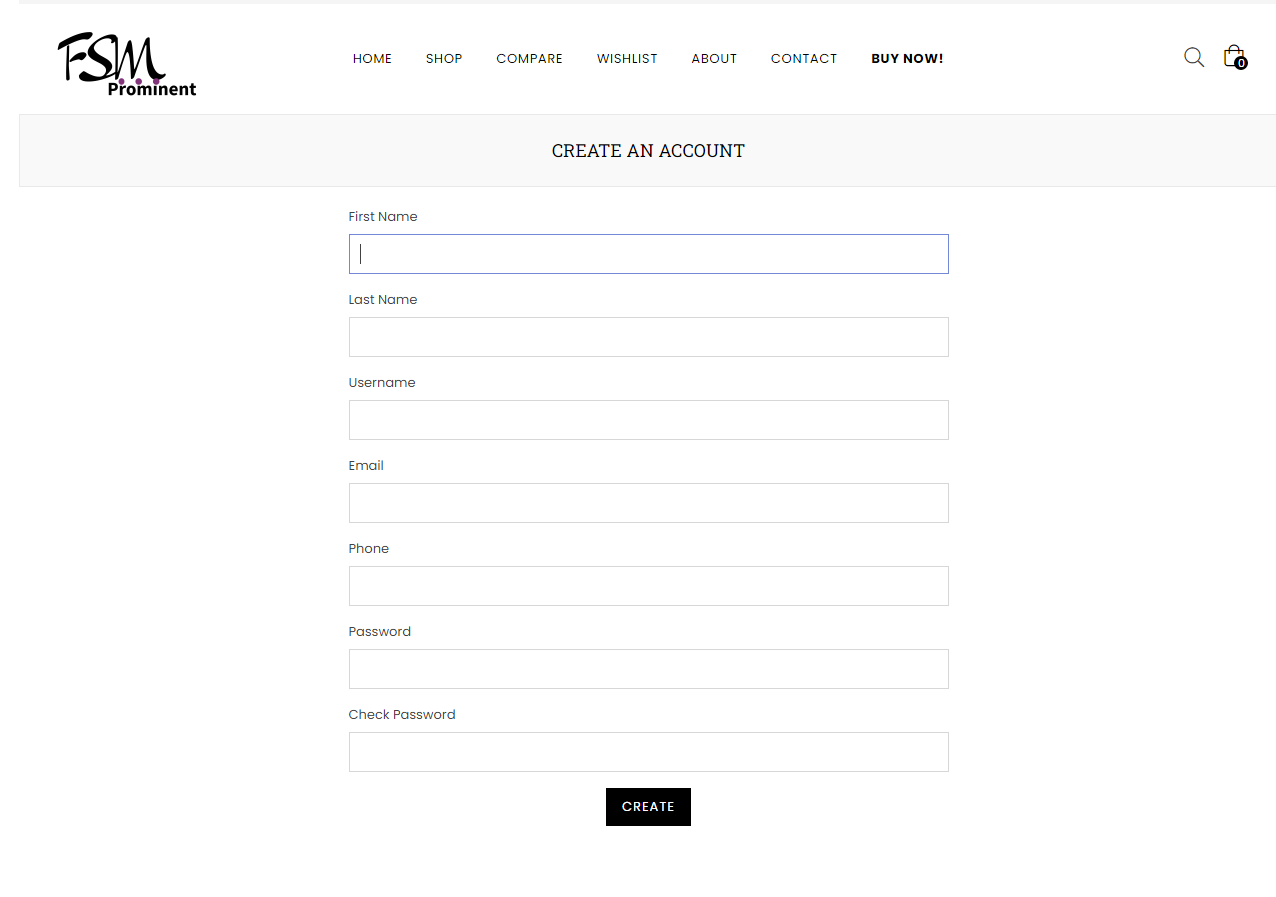 FSM
Prominent
HOME SHOP COMPARE WISHLIST ABOUT CONTACT BUY NOW!
0
CREATE AN ACCOUNT
First Name
Last Name
Username
Email
Phone
Password
Check Password
CREATE